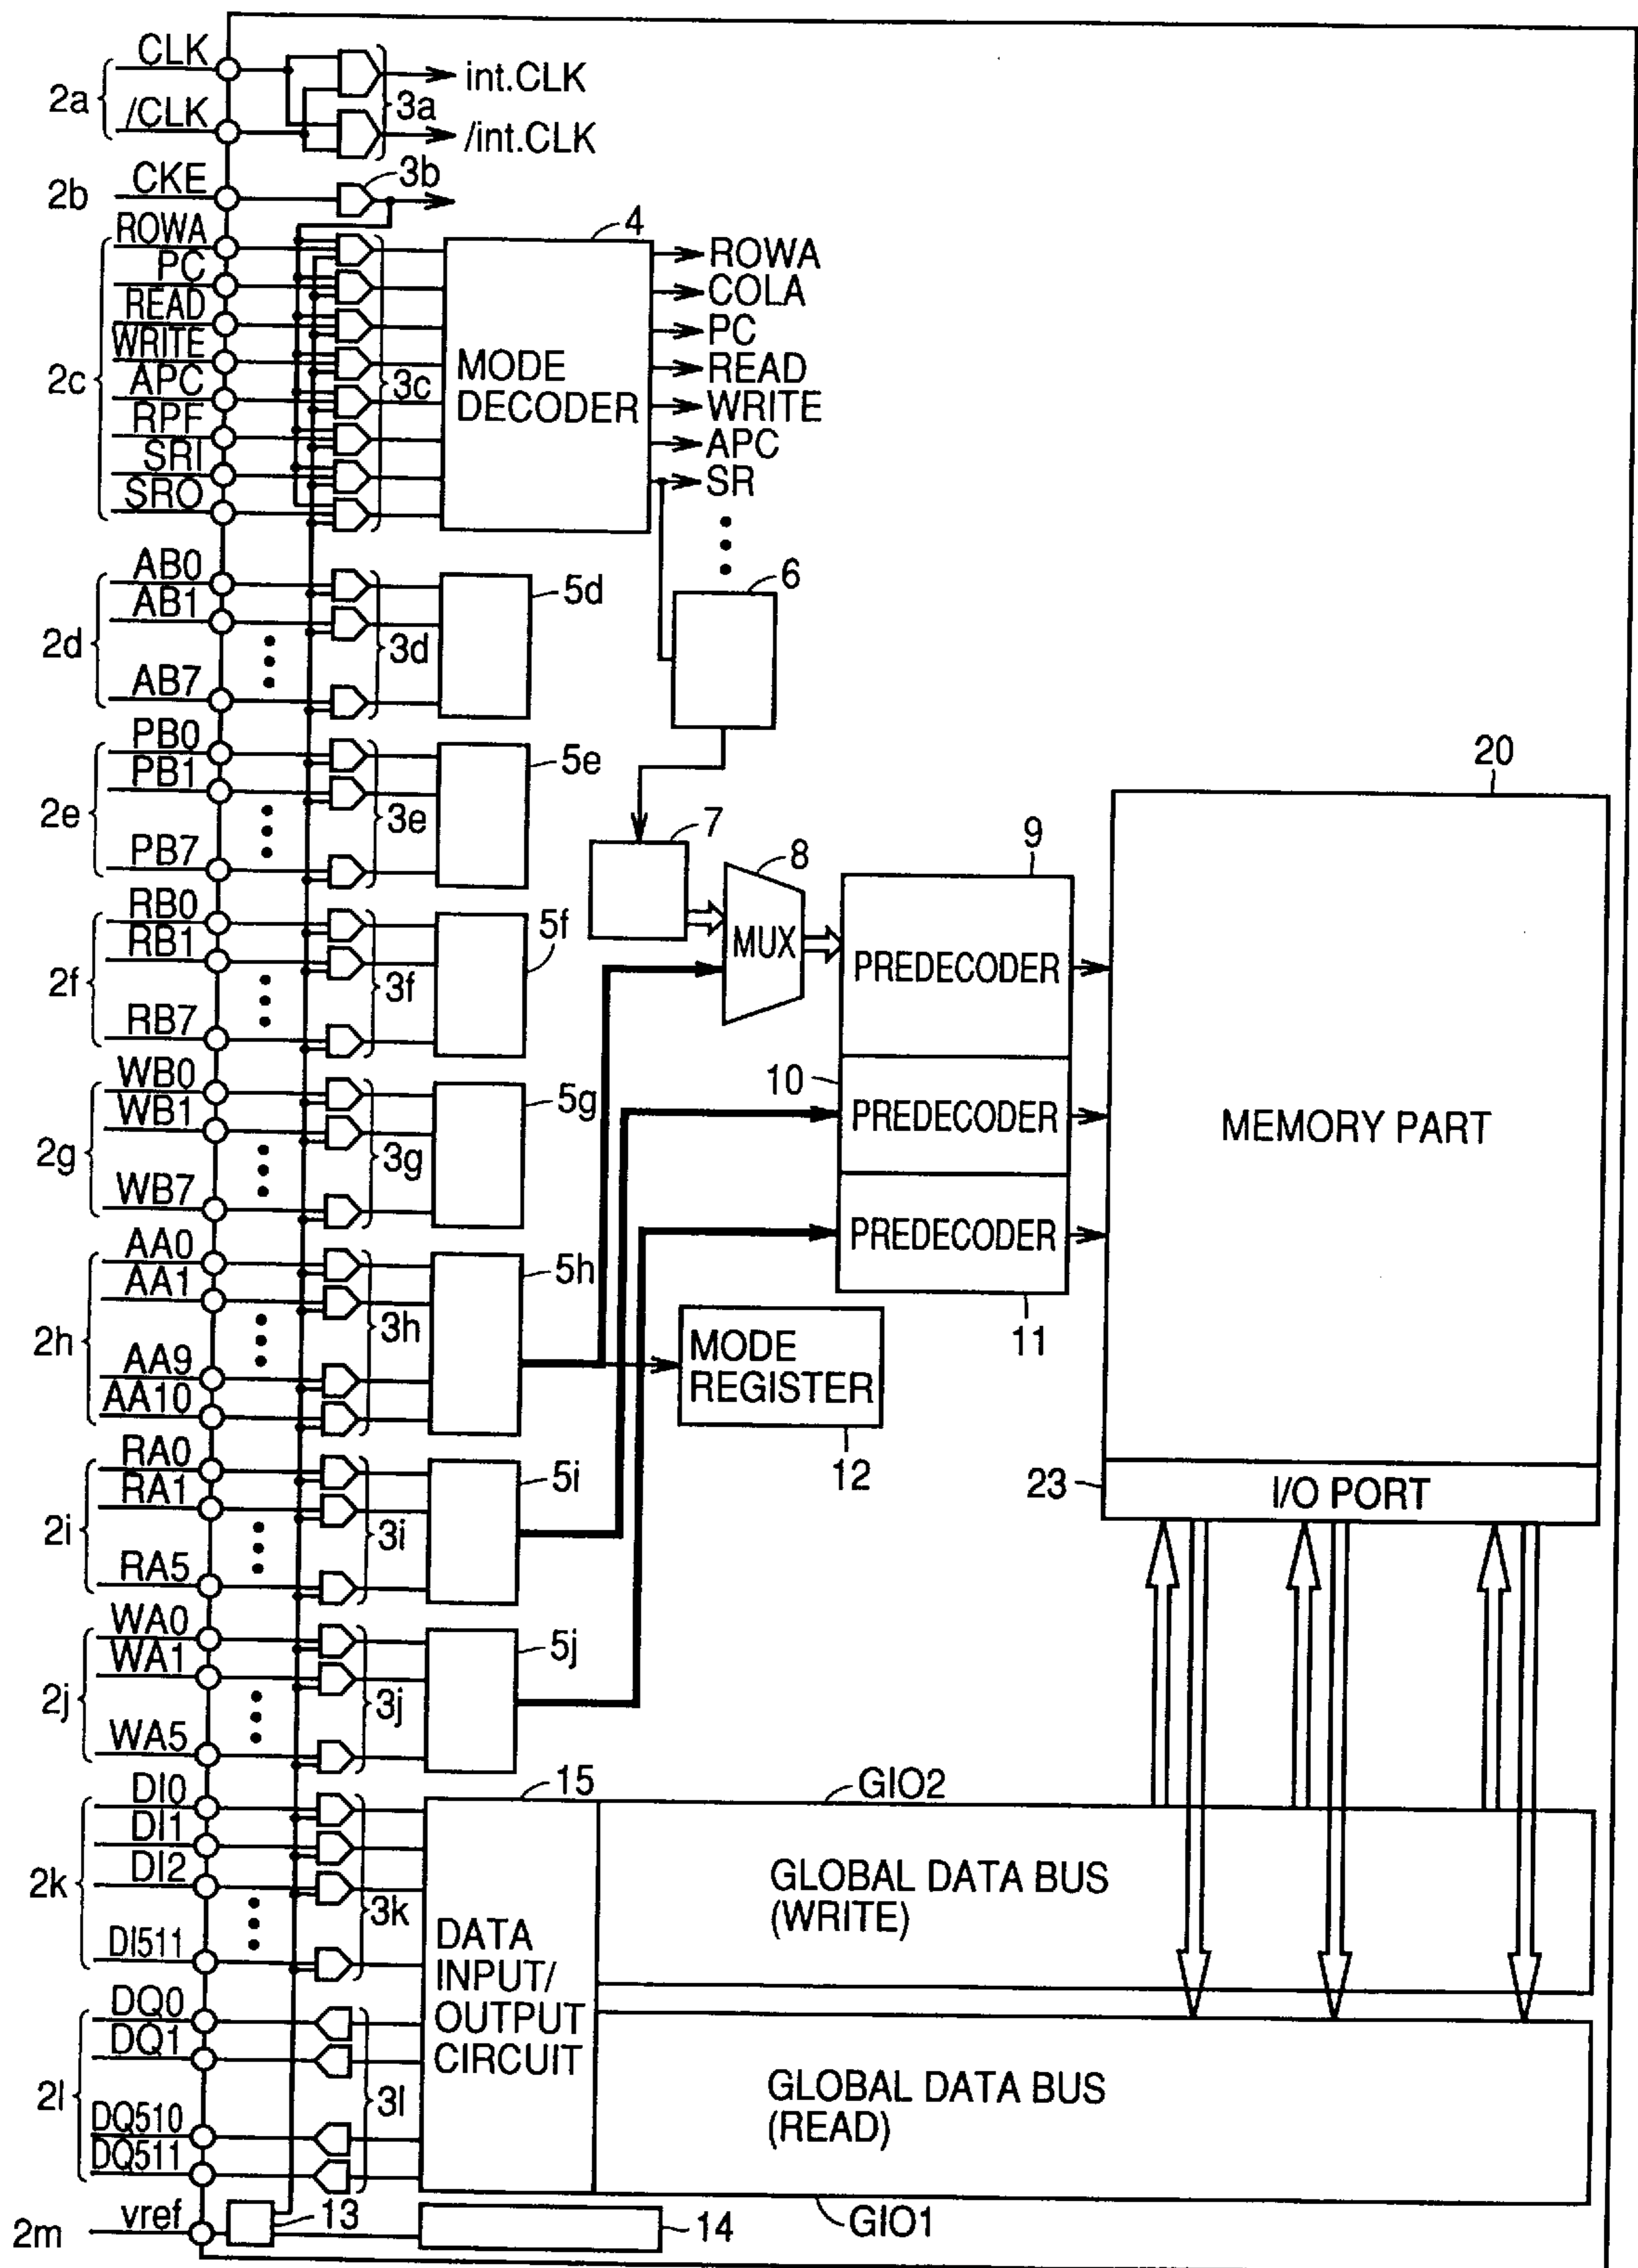 CLK
2a
/CLK
3a
int.CLK
/int.CLK
2b
CKE
3b
2c
ROWA
PC
READ
WRITE
APC
RPF
SRI
SRO
3c
4
MODE
DECODER
ROWA
COLA
PC
READ
WRITE
APC
SR
2d
AB0
AB1
AB7
3d
5d
6
2e
PB0
PB1
PB7
3e
5e
7
8
MUX
9
PREDECODER
20
MEMORY PART
2f
RB0
RB1
RB7
3f
5f
10
PREDECODER
2g
WB0
WB1
WB7
3g
5g
PREDECODER
11
2h
AA0
AA1
AA9
AA10
3h
5h
MODE
REGISTER
12
2i
RA0
RA1
RA5
3i
5i
23
I/O PORT
2j
WA0
WA1
WA5
3j
5j
2k
DI0
DI1
DI2
DI511
3k
15
DATA
INPUT/
OUTPUT
CIRCUIT
GIO2
GLOBAL DATA BUS
(WRITE)
2l
DQ0
DQ1
DQ510
DQ511
3l
GLOBAL DATA BUS
(READ)
GIO1
2m
vref
13
14